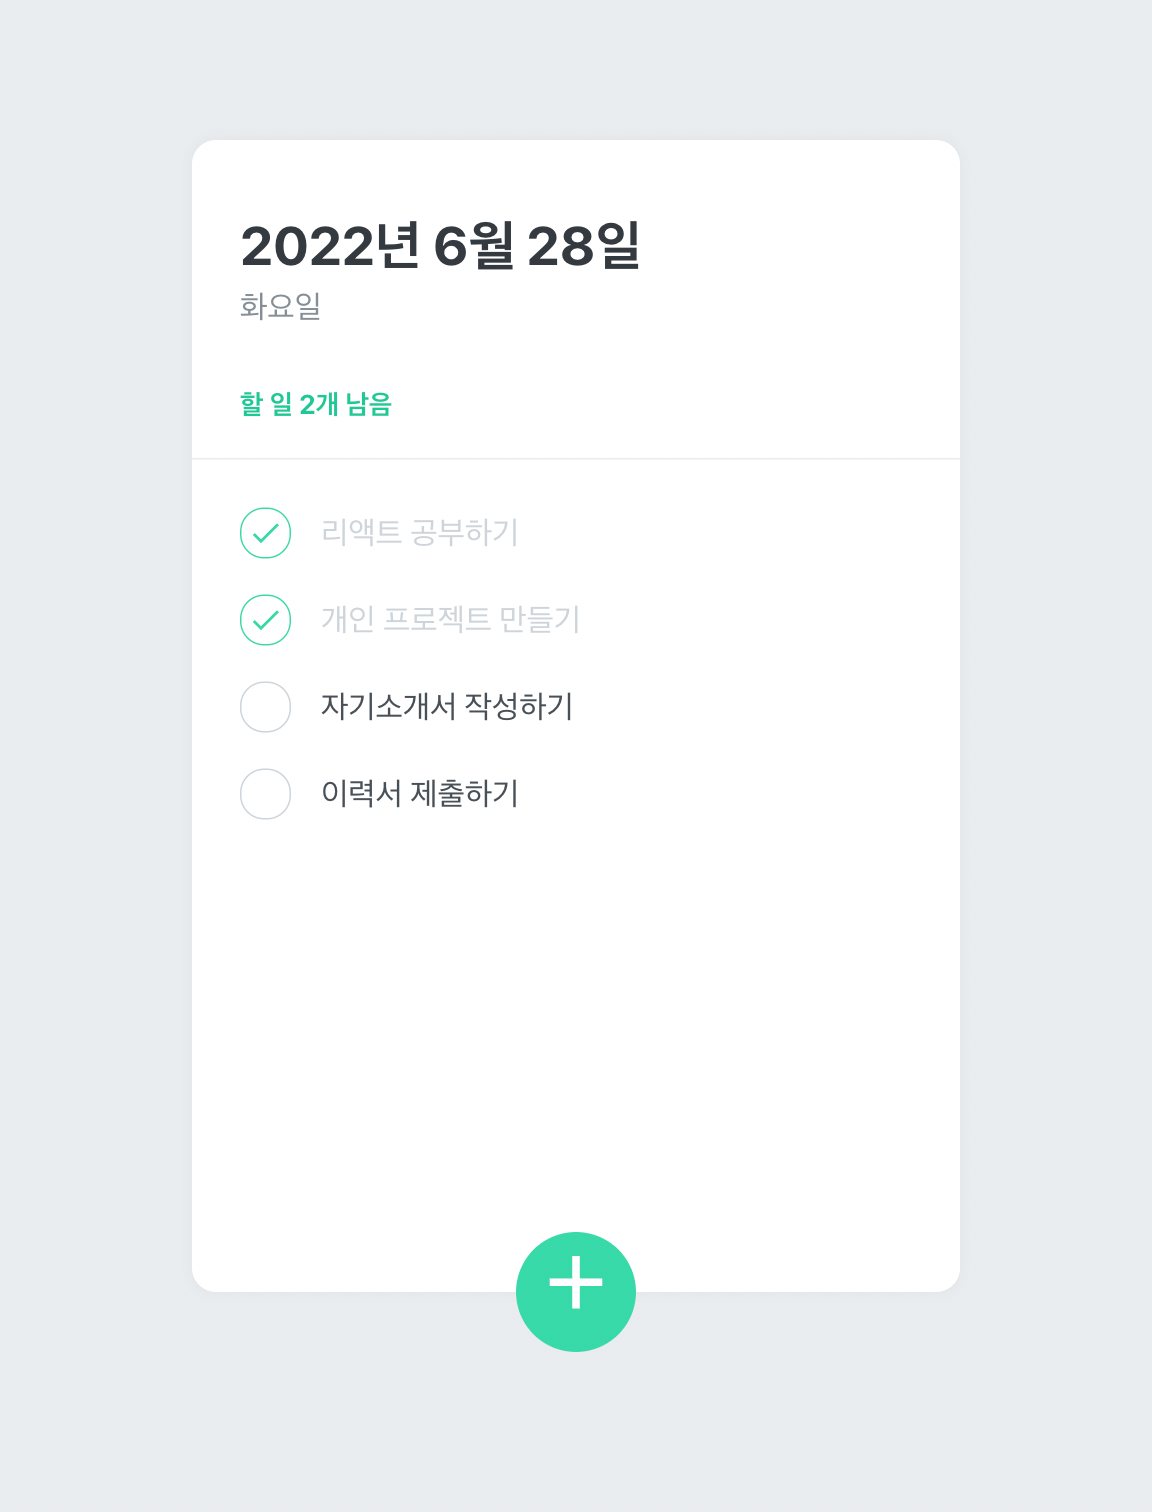 2022년 6월 28일
화요일
할 일 2개 남음
리액트 공부하기
개인 프로젝트 만들기
자기소개서 작성하기
이력서 제출하기